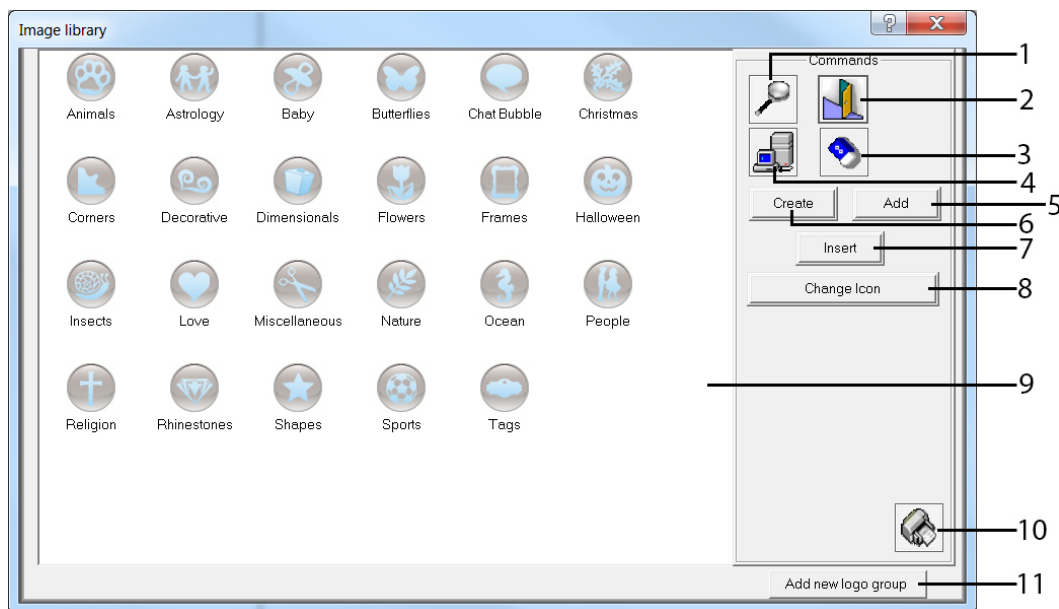 Image library
Commands
1
Animals Astrology Baby Butterflies Chat Bubble Christmas
2
3
4
Corners Decorative Dimensionals Flowers Frames Halloween
Create Add 5
6
Insert 7
Change Icon 8
Insects Love Miscellaneous Nature Ocean People
9
Religion Rhinestones Shapes Sports Tags
10
Add new logo group 11